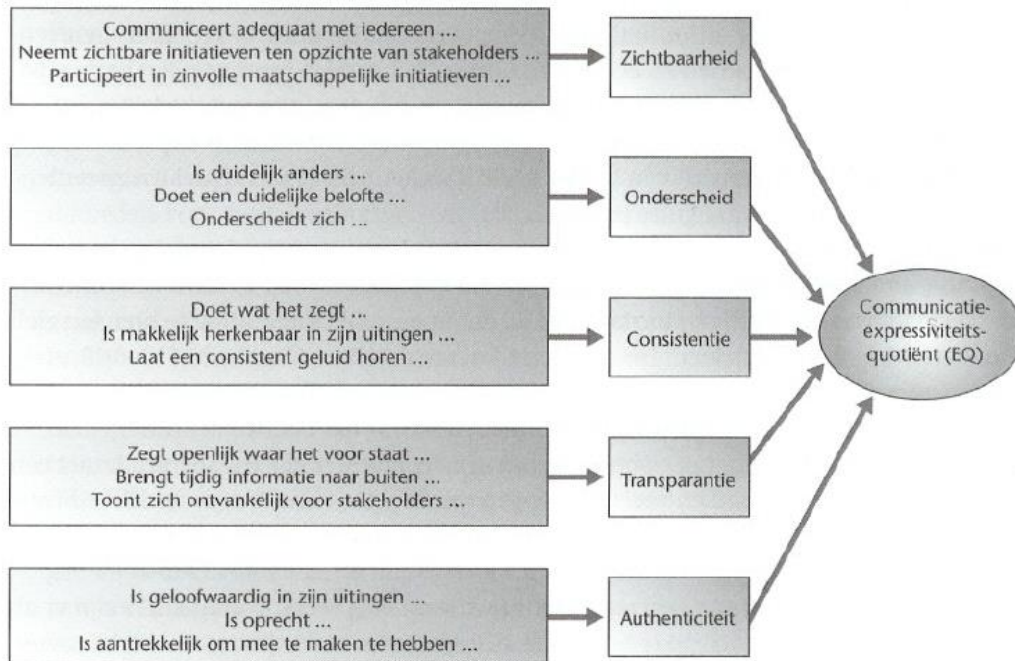 Communiceert adequaat met iedereen ...
Neemt zichtbare initiatieven ten opzichte van stakeholders ...
Participeert in zinvolle maatschappelijke initiatieven ...
Zichtbaarheid
Is duidelijk anders ...
Doet een duidelijke belofte ...
Onderscheidt zich ...
Onderscheid
Doet wat het zegt ...
Is makkelijk herkenbaar in zijn uitingen ...
Laat een consistent geluid horen ...
Consistentie
Communicatie-
expressiviteits-
quotiënt (EQ)
Zegt openlijk waar het voor staat ...
Brengt tijdig informatie naar buiten ...
Toont zich ontvankelijk voor stakeholders ...
Transparantie
Is geloofwaardig in zijn uitingen ...
Is oprecht ...
Is aantrekkelijk om mee te maken te hebben ...
Authenticiteit